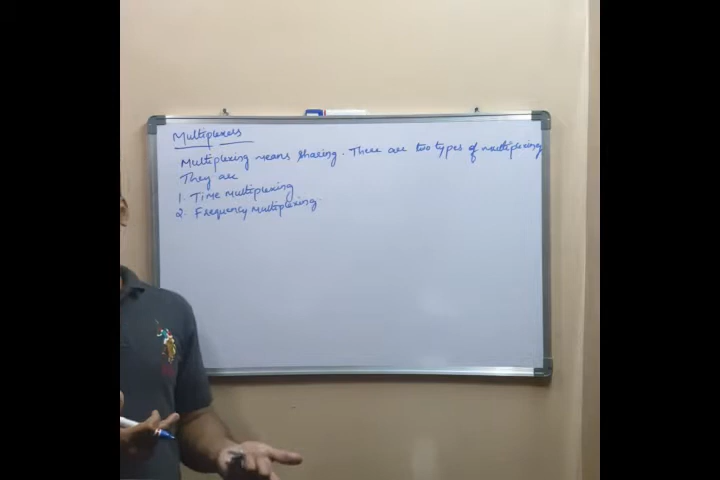 Multiplexers
Multiplexing means sharing. There are two types of multiplexing
They are
1. Time multiplexing
2. Frequency multiplexing.